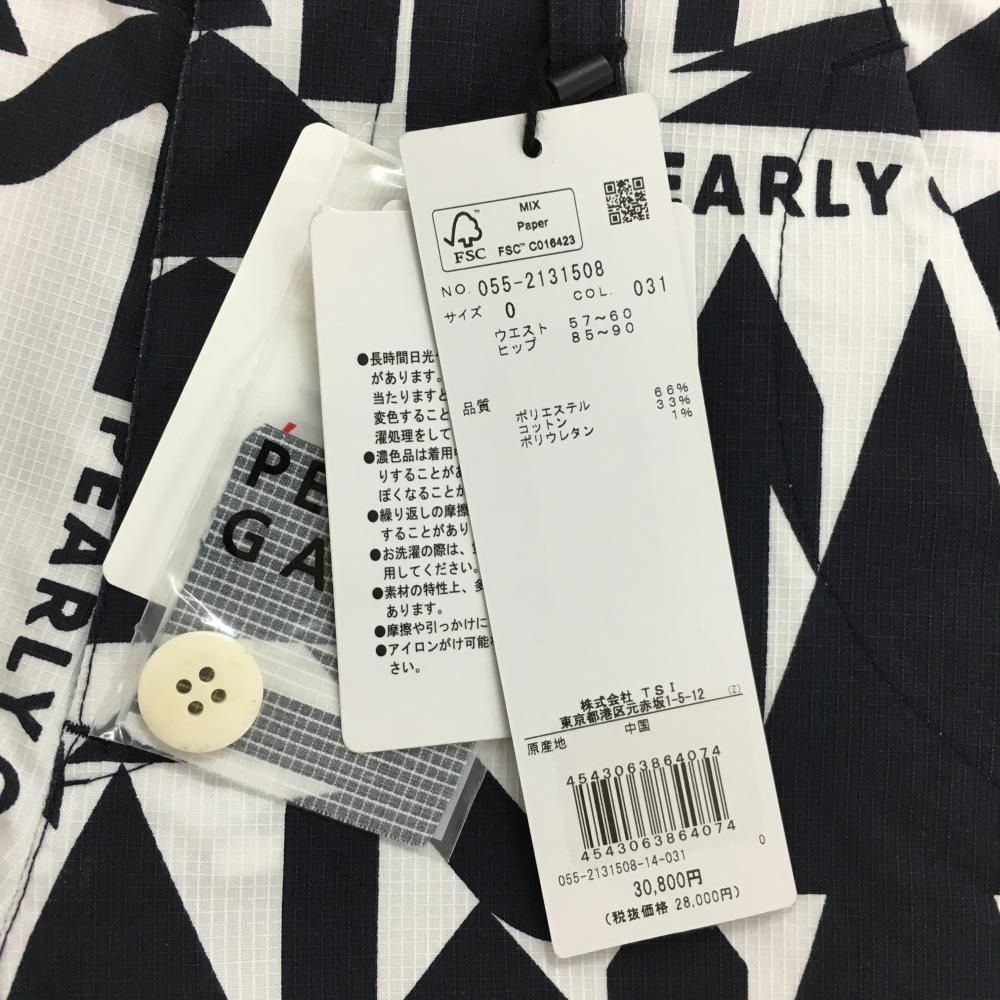 EARLY
PEARLY
MIX
Paper
FSC
FSC™ C016423
NO. 055-2131508
サイズ 0 COL. 031
ウエスト 57～60
ヒップ 85～90
品質
ポリエステル 66%
コットン 33%
ポリウレタン 1%
株式会社 TSI
東京都港区元赤坂1-5-12 (Z)
原産地 中国
4543063864074
4543063864074
055-2131508-14-031 0
30,800円
(税抜価格 28,000円)
●長時間日光
があります。
当たりますと
変色すること
濯処理をして
●濃色品は着用
りすることが
ぽくなることが
●繰り返しの摩擦
することがあり
●お洗濯の際は、
用してください。
●素材の特性上、多
あります。
●摩擦や引っかけに
●アイロンがけ可能
さい。
PE
GA